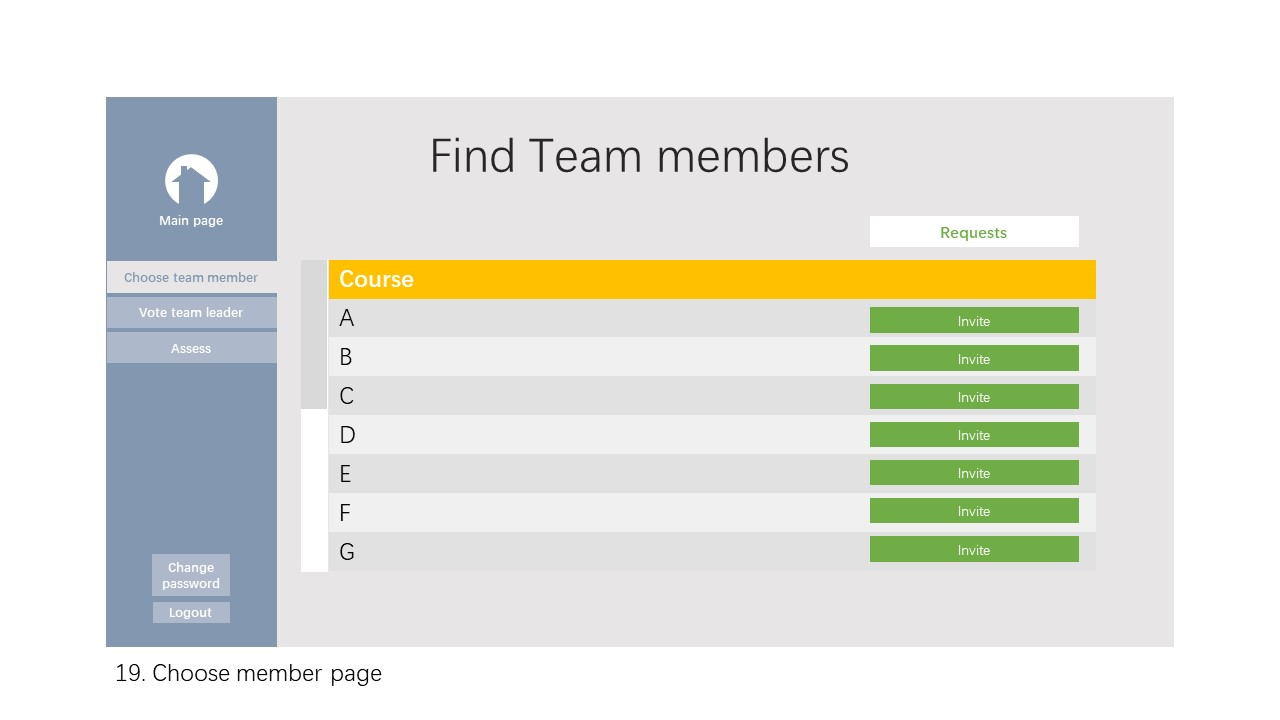 Find Team members
Main page
Requests
Choose team member
Course
Vote team leader
A
Invite
Assess
B
Invite
C
Invite
D
Invite
E
Invite
F
Invite
G
Invite
Change
password
Logout
19. Choose member page